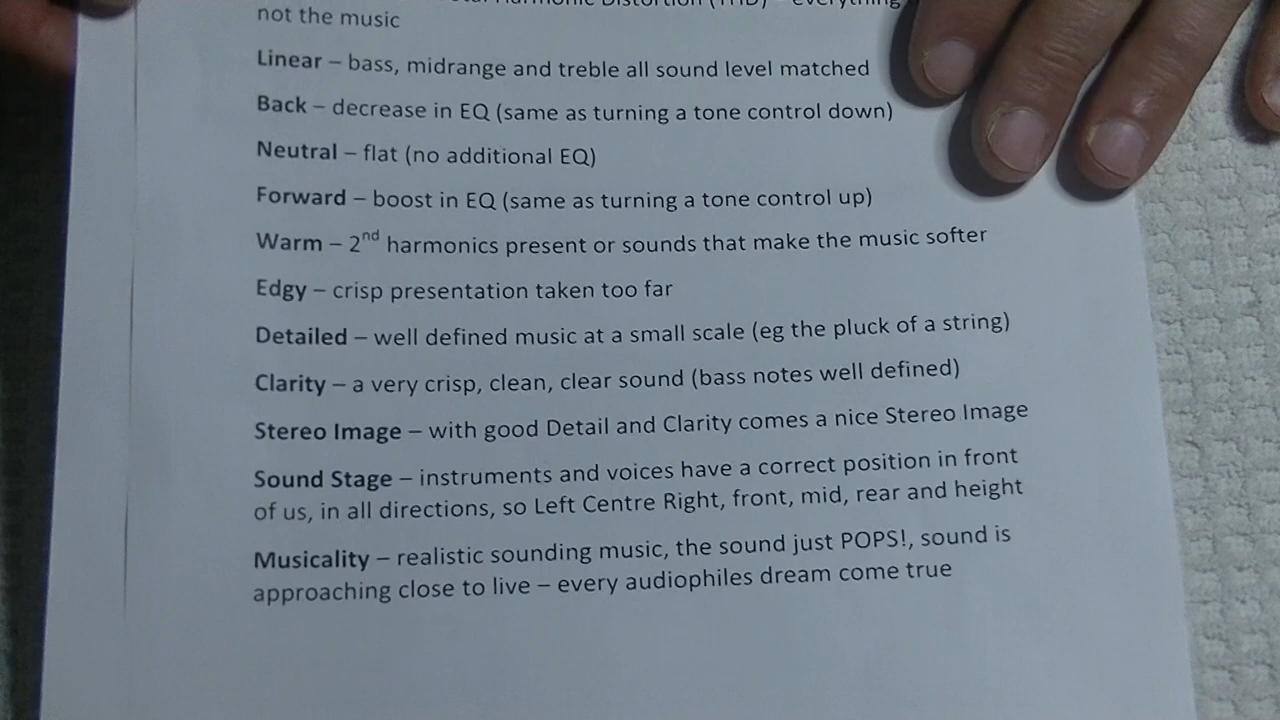 Harmonic Distortion (THD) – everything
not the music
Linear – bass, midrange and treble all sound level matched
Back – decrease in EQ (same as turning a tone control down)
Neutral – flat (no additional EQ)
Forward – boost in EQ (same as turning a tone control up)
Warm – 2nd harmonics present or sounds that make the music softer
Edgy – crisp presentation taken too far
Detailed – well defined music at a small scale (eg the pluck of a string)
Clarity – a very crisp, clean, clear sound (bass notes well defined)
Stereo Image – with good Detail and Clarity comes a nice Stereo Image
Sound Stage – instruments and voices have a correct position in front
of us, in all directions, so Left Centre Right, front, mid, rear and height
Musicality – realistic sounding music, the sound just POPS!, sound is
approaching close to live – every audiophiles dream come true